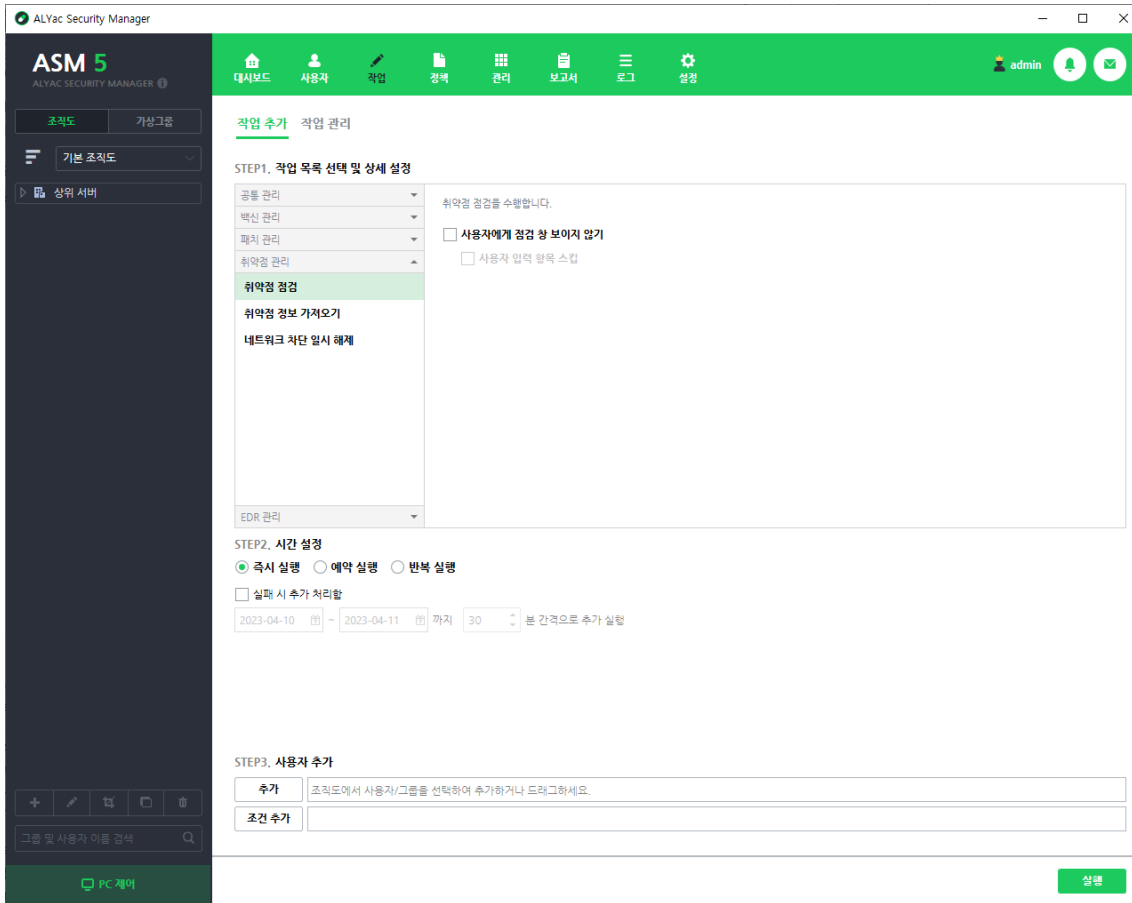 ALYac Security Manager
ASM 5
ALYAC SECURITY MANAGER
대시보드 사용자 작업 정책 관리 보고서 로그 설정
admin
조직도 가상그룹
기본 조직도
상위 서버
작업 추가 작업 관리
STEP1. 작업 목록 선택 및 상세 설정
공통 관리
백신 관리
패치 관리
취약점 관리
취약점 점검
취약점 정보 가져오기
네트워크 차단 일시 해제
EDR 관리
취약점 점검을 수행합니다.
사용자에게 점검 창 보이지 않기
사용자 입력 항목 스킵
STEP2. 시간 설정
즉시 실행 예약 실행 반복 실행
실패 시 추가 처리함
2023-04-10 ~ 2023-04-11 까지 30 분 간격으로 추가 실행
STEP3. 사용자 추가
추가 조직도에서 사용자/그룹을 선택하여 추가하거나 드래그하세요.
조건 추가
그룹 및 사용자 이름 검색
PC 제어
실행